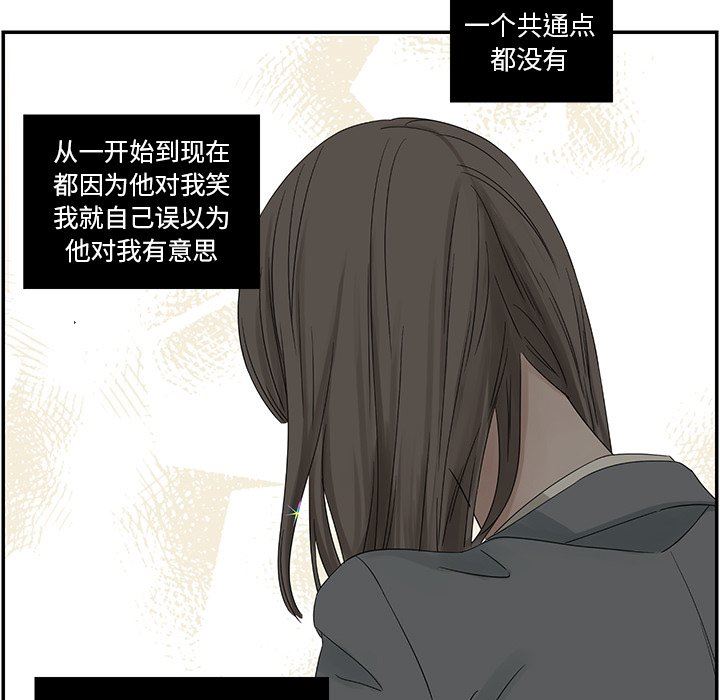 一个共通点
都没有
从一开始到现在
都因为他对我笑
我就自己误以为
他对我有意思